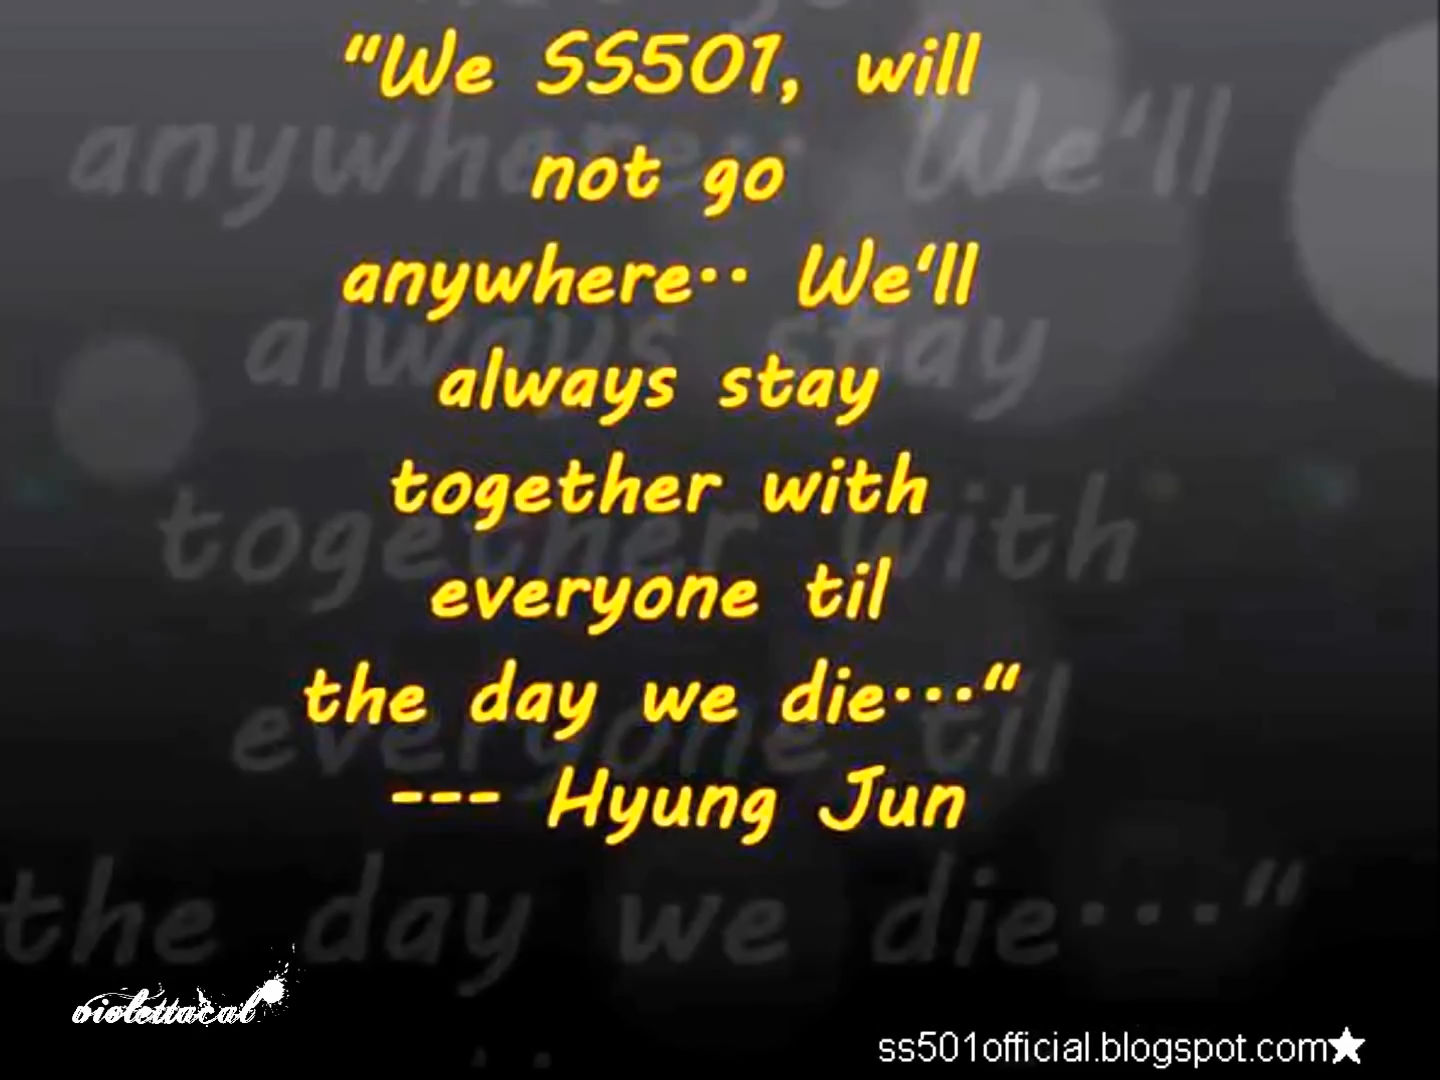 “We SS501, will
not go
anywhere·· We‘ll
always stay
together with
everyone til
the day we die···“
--- Hyung Jun
violettacal
ss501official.blogspot.com★